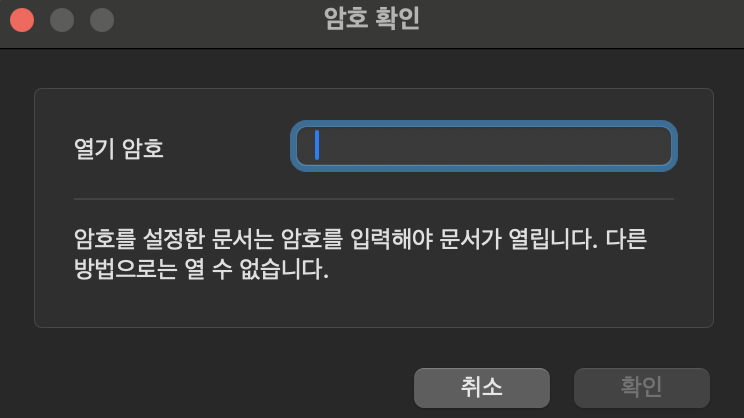 암호 확인
열기 암호
암호를 설정한 문서는 암호를 입력해야 문서가 열립니다. 다른
방법으로는 열 수 없습니다.
취소
확인